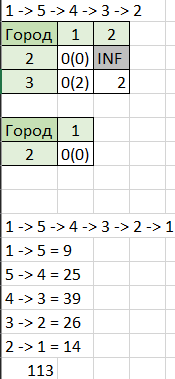 1 -> 5 -> 4 -> 3 -> 2
Город 1 2
2 0(0) INF
3 0(2) 2
Город 1
2 0(0)
1 -> 5 -> 4 -> 3 -> 2 -> 1
1 -> 5 = 9
5 -> 4 = 25
4 -> 3 = 39
3 -> 2 = 26
2 -> 1 = 14
113